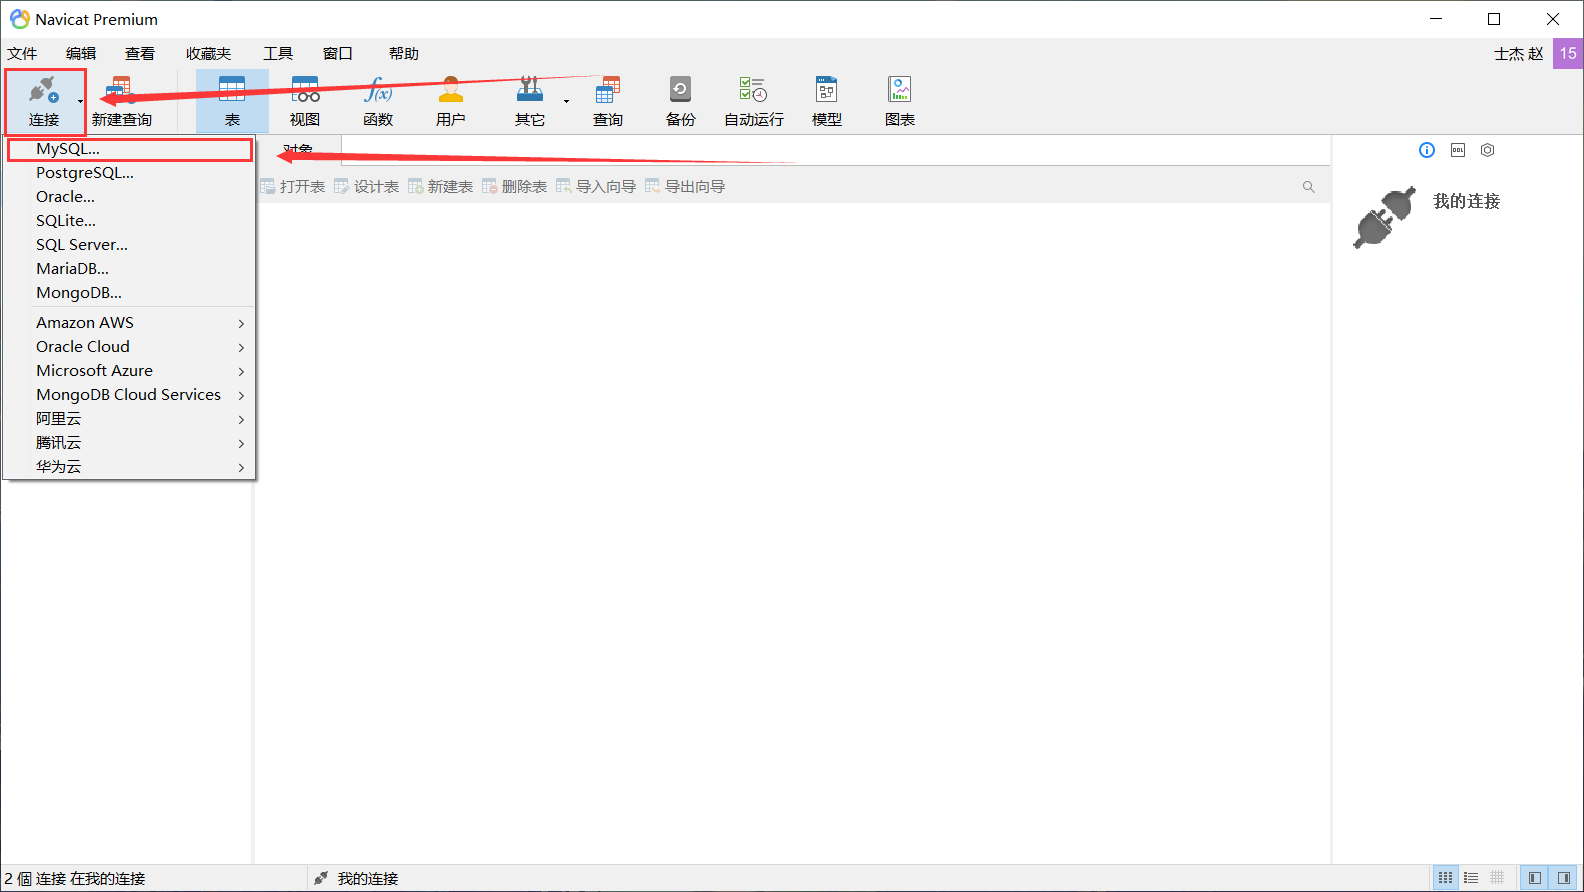 Navicat Premium
文件 编辑 查看 收藏夹 工具 窗口 帮助 士杰 赵 15
连接 新建查询 表 视图 函数 用户 其它 查询 备份 自动运行 模型 图表
MySQL...
PostgreSQL...
Oracle...
SQLite...
SQL Server...
MariaDB...
MongoDB...
Amazon AWS
Oracle Cloud
Microsoft Azure
MongoDB Cloud Services
阿里云
腾讯云
华为云
对象
打开表 设计表 新建表 删除表 导入向导 导出向导
DDL
我的连接
2 個 连接 在我的连接 我的连接